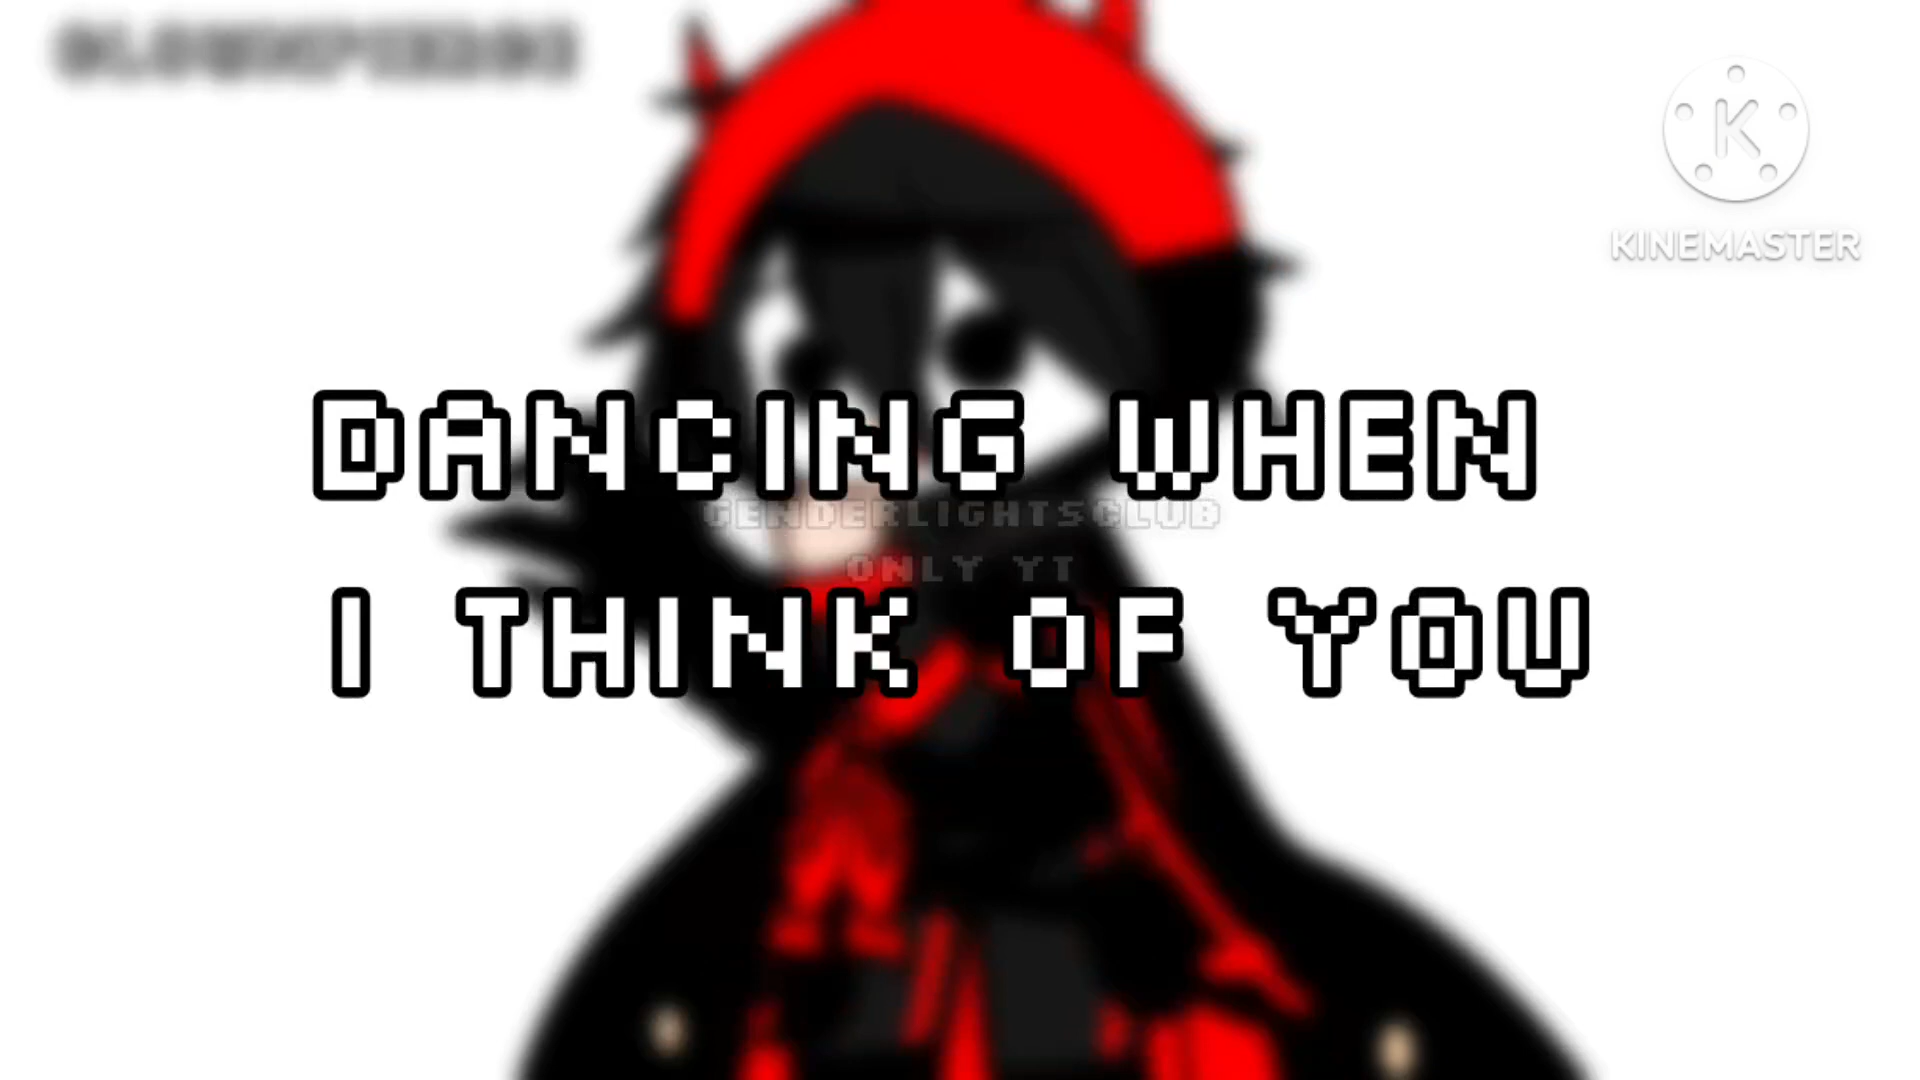 KINEMASTER
DANCING WHEN
GENDERLIGHTSCLUB
ONLY YT
I THINK OF YOU